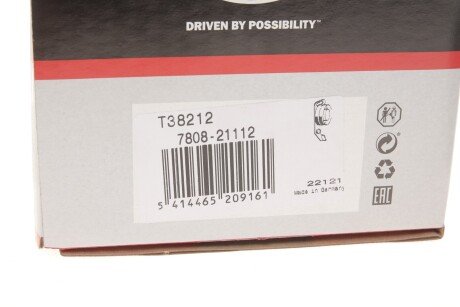 DRIVEN BY POSSIBILITY™
T38212
7808-21112
22121
Made in Germany
5 414465 209161
EAC